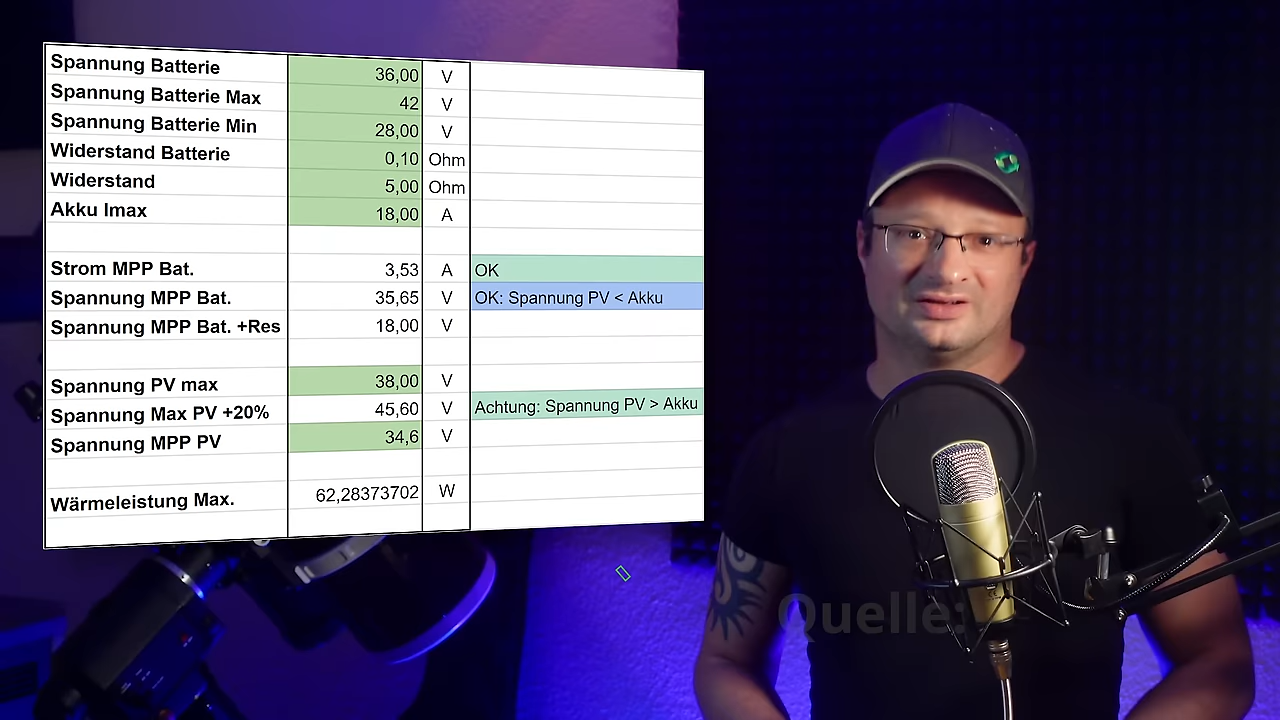 Spannung Batterie 36,00 V
Spannung Batterie Max 42 V
Spannung Batterie Min 28,00 V
Widerstand Batterie 0,10 Ohm
Widerstand 5,00 Ohm
Akku Imax 18,00 A
Strom MPP Bat. 3,53 A OK
Spannung MPP Bat. 35,65 V OK: Spannung PV < Akku
Spannung MPP Bat. +Res 18,00 V
Spannung PV max 38,00 V
Spannung Max PV +20% 45,60 V Achtung: Spannung PV > Akku
Spannung MPP PV 34,6 V
Wärmeleistung Max. 62,28373702 W
Quelle: